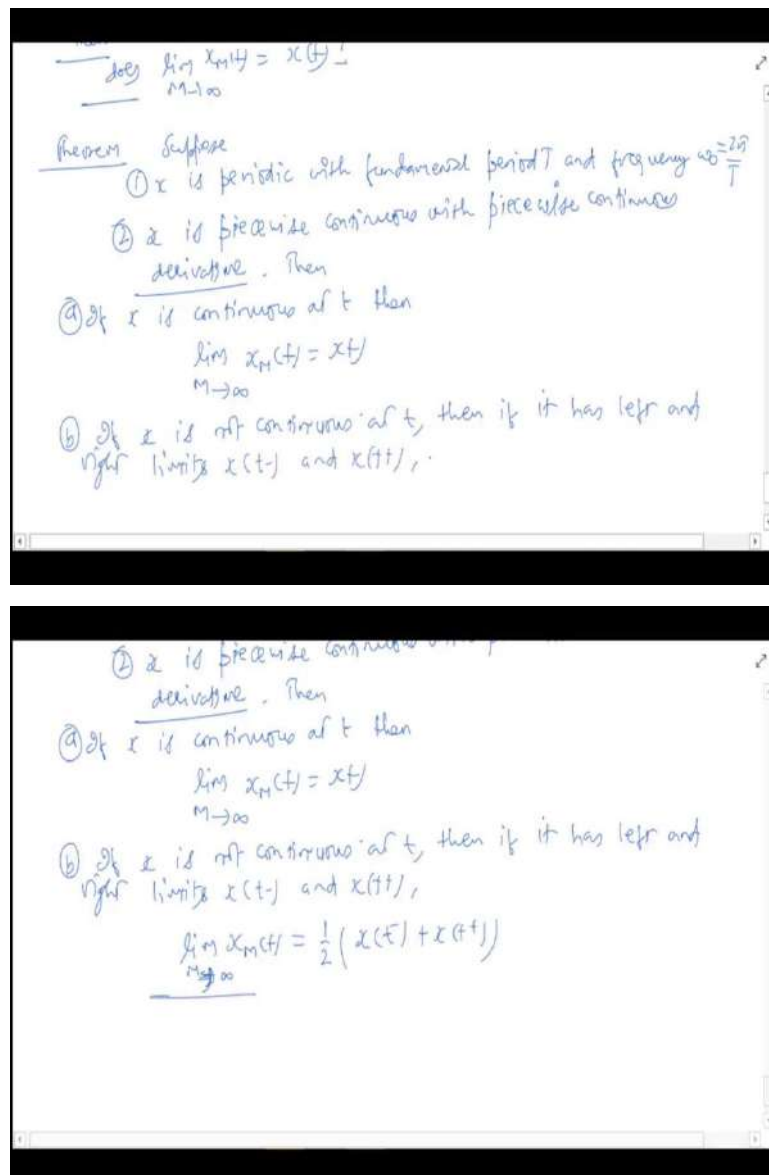 does lim x_M(t) = x(t) ?
M→∞
Theorem Suppose
① x is periodic with fundamental period T and frequency ω₀ = 2π/T
② x is piecewise continuous with piecewise continuous
derivative. Then
ⓐ If x is continuous at t then
lim x_M(t) = x(t)
M→∞
ⓑ If x is not continuous at t, then if it has left and
right limits x(t-) and x(t+),
② x is piecewise continuous
derivative. Then
ⓐ If x is continuous at t then
lim x_M(t) = x(t)
M→∞
ⓑ If x is not continuous at t, then if it has left and
right limits x(t-) and x(t+),
lim x_M(t) = 1/2 ( x(t⁻) + x(t⁺) )
M→∞